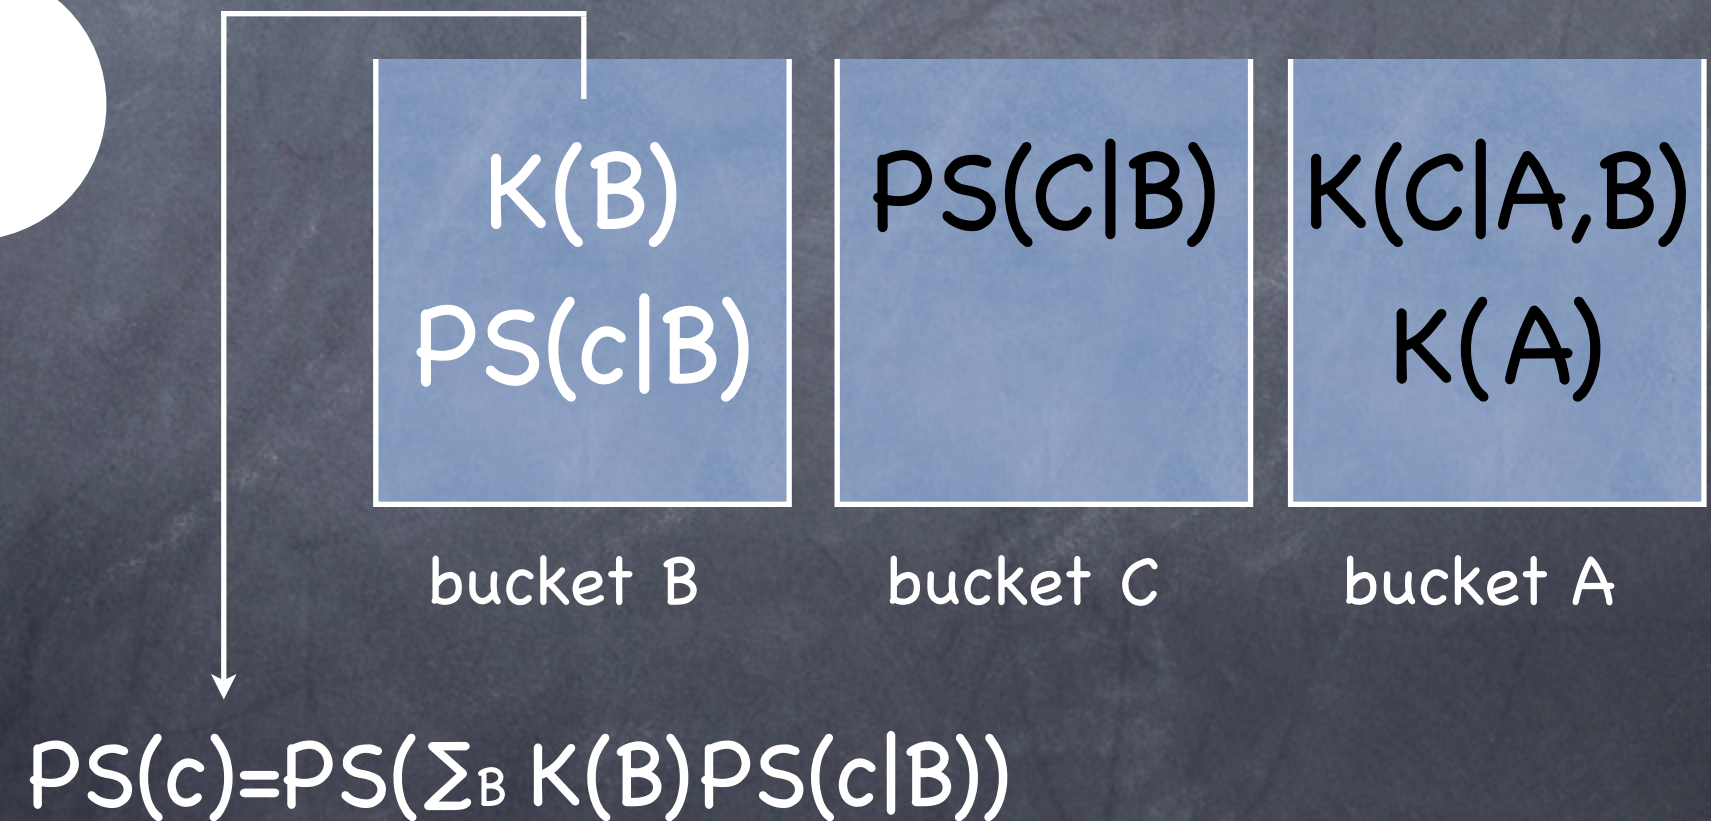 K(B)
PS(c|B)
PS(C|B)
K(C|A,B)
K(A)
bucket B
bucket C
bucket A
PS(c)=PS(∑B K(B)PS(c|B))